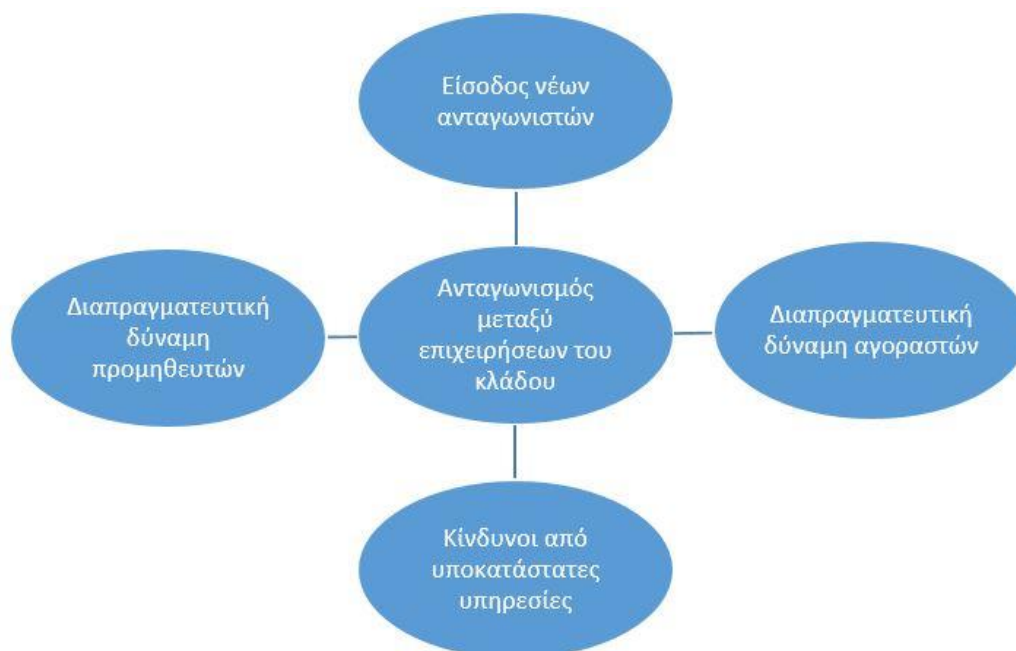 Είσοδος νέων
ανταγωνιστών
Διαπραγματευτική
δύναμη
προμηθευτών
Ανταγωνισμός
μεταξύ
επιχειρήσεων του
κλάδου
Διαπραγματευτική
δύναμη αγοραστών
Κίνδυνοι από
υποκατάστατες
υπηρεσίες